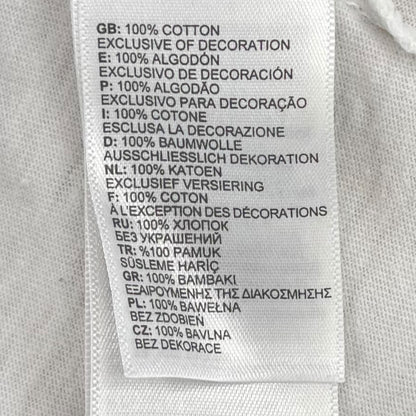 GB: 100% COTTON
EXCLUSIVE OF DECORATION
E: 100% ALGODÓN
EXCLUSIVO DE DECORACIÓN
P: 100% ALGODÃO
EXCLUSIVO PARA DECORAÇÃO
I: 100% COTONE
ESCLUSA LA DECORAZIONE
D: 100% BAUMWOLLE
AUSSCHLIESSLICH DEKORATION
NL: 100% KATOEN
EXCLUSIEF VERSIERING
F: 100% COTON
À L'EXCEPTION DES DÉCORATIONS
RU: 100% ХЛОПОК
БЕЗ УКРАШЕНИЙ
TR: %100 PAMUK
SÜSLEME HARİÇ
GR: 100% ΒΑΜΒΑΚΙ
ΕΞΑΙΡΟΥΜΕΝΗΣ ΤΗΣ ΔΙΑΚΟΣΜΗΣΗΣ
PL: 100% BAWEŁNA
BEZ ZDOBIEŃ
CZ: 100% BAVLNA
BEZ DEKORACE